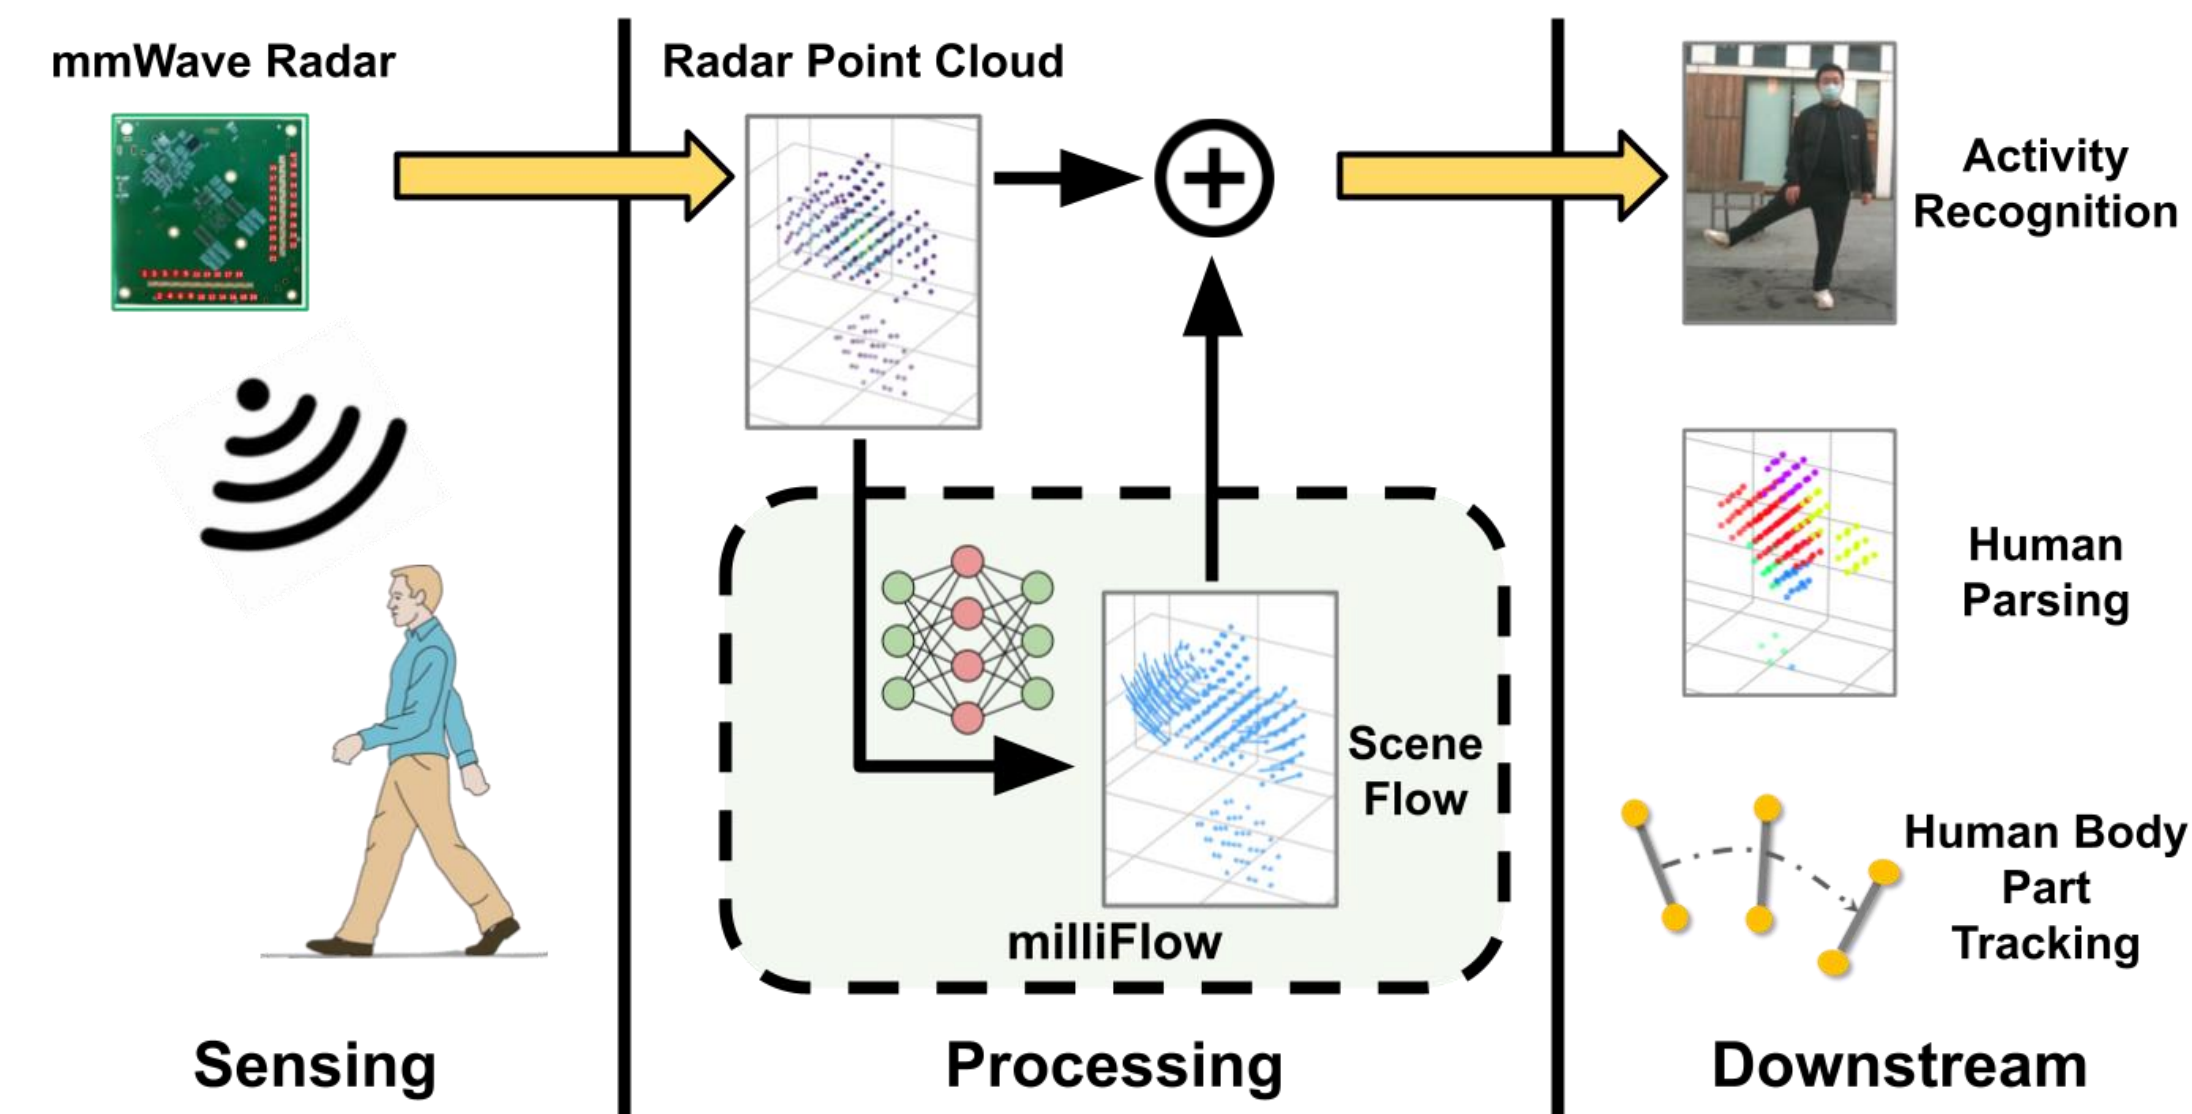 mmWave Radar
Radar Point Cloud
Activity
Recognition
Human
Parsing
Scene
Flow
Human Body
Part
Tracking
milliFlow
Sensing
Processing
Downstream